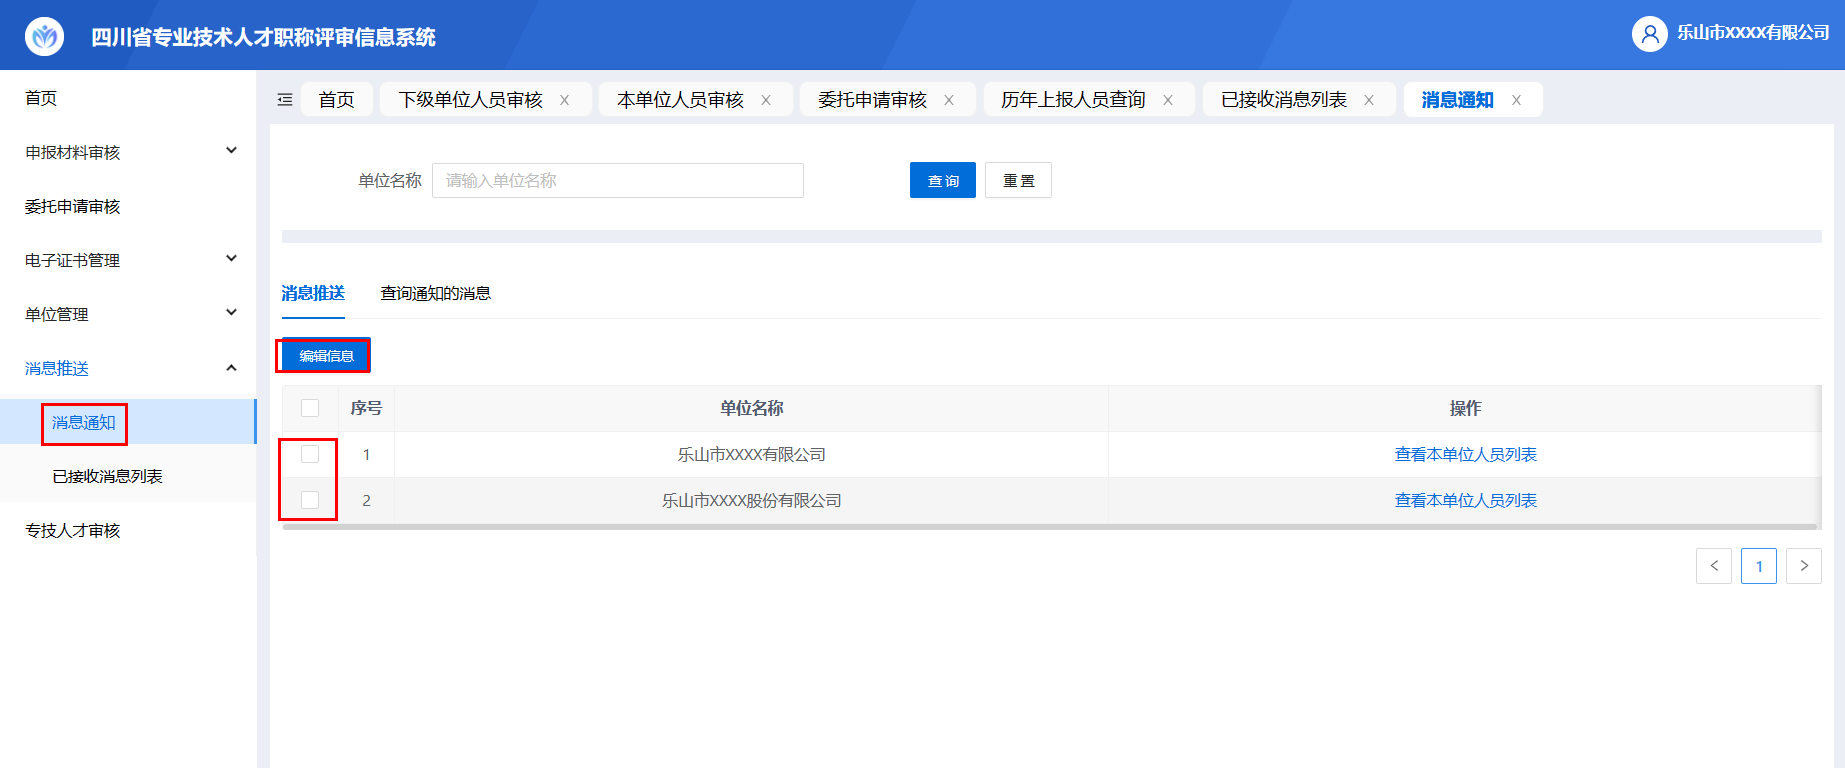 四川省专业技术人才职称评审信息系统
乐山市XXXX有限公司
首页
申报材料审核
委托申请审核
电子证书管理
单位管理
消息推送
消息通知
已接收消息列表
专技人才审核
首页 下级单位人员审核 X 本单位人员审核 X 委托申请审核 X 历年上报人员查询 X 已接收消息列表 X 消息通知 X
单位名称 请输入单位名称 查询 重置
消息推送 查询通知的消息
编辑信息
序号 单位名称 操作
1 乐山市XXXX有限公司 查看本单位人员列表
2 乐山市XXXX股份有限公司 查看本单位人员列表
< 1 >